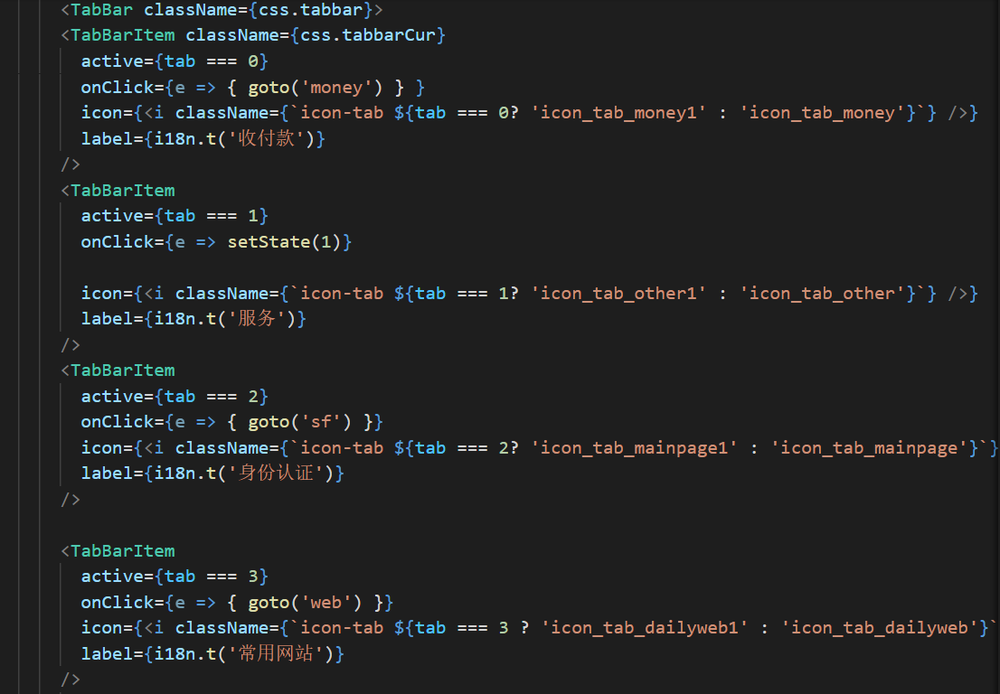 <TabBar className={css.tabbar}>
<TabBarItem className={css.tabbarCur}
active={tab === 0}
onClick={e => { goto('money') } }
icon={<i className={`icon-tab ${tab === 0? 'icon_tab_money1' : 'icon_tab_money'}`} />}
label={i18n.t('收付款')}
/>
<TabBarItem
active={tab === 1}
onClick={e => setState(1)}
icon={<i className={`icon-tab ${tab === 1? 'icon_tab_other1' : 'icon_tab_other'}`} />}
label={i18n.t('服务')}
/>
<TabBarItem
active={tab === 2}
onClick={e => { goto('sf') }}
icon={<i className={`icon-tab ${tab === 2? 'icon_tab_mainpage1' : 'icon_tab_mainpage'}`}
label={i18n.t('身份认证')}
/>
<TabBarItem
active={tab === 3}
onClick={e => { goto('web') }}
icon={<i className={`icon-tab ${tab === 3 ? 'icon_tab_dailyweb1' : 'icon_tab_dailyweb'}`
label={i18n.t('常用网站')}
/>